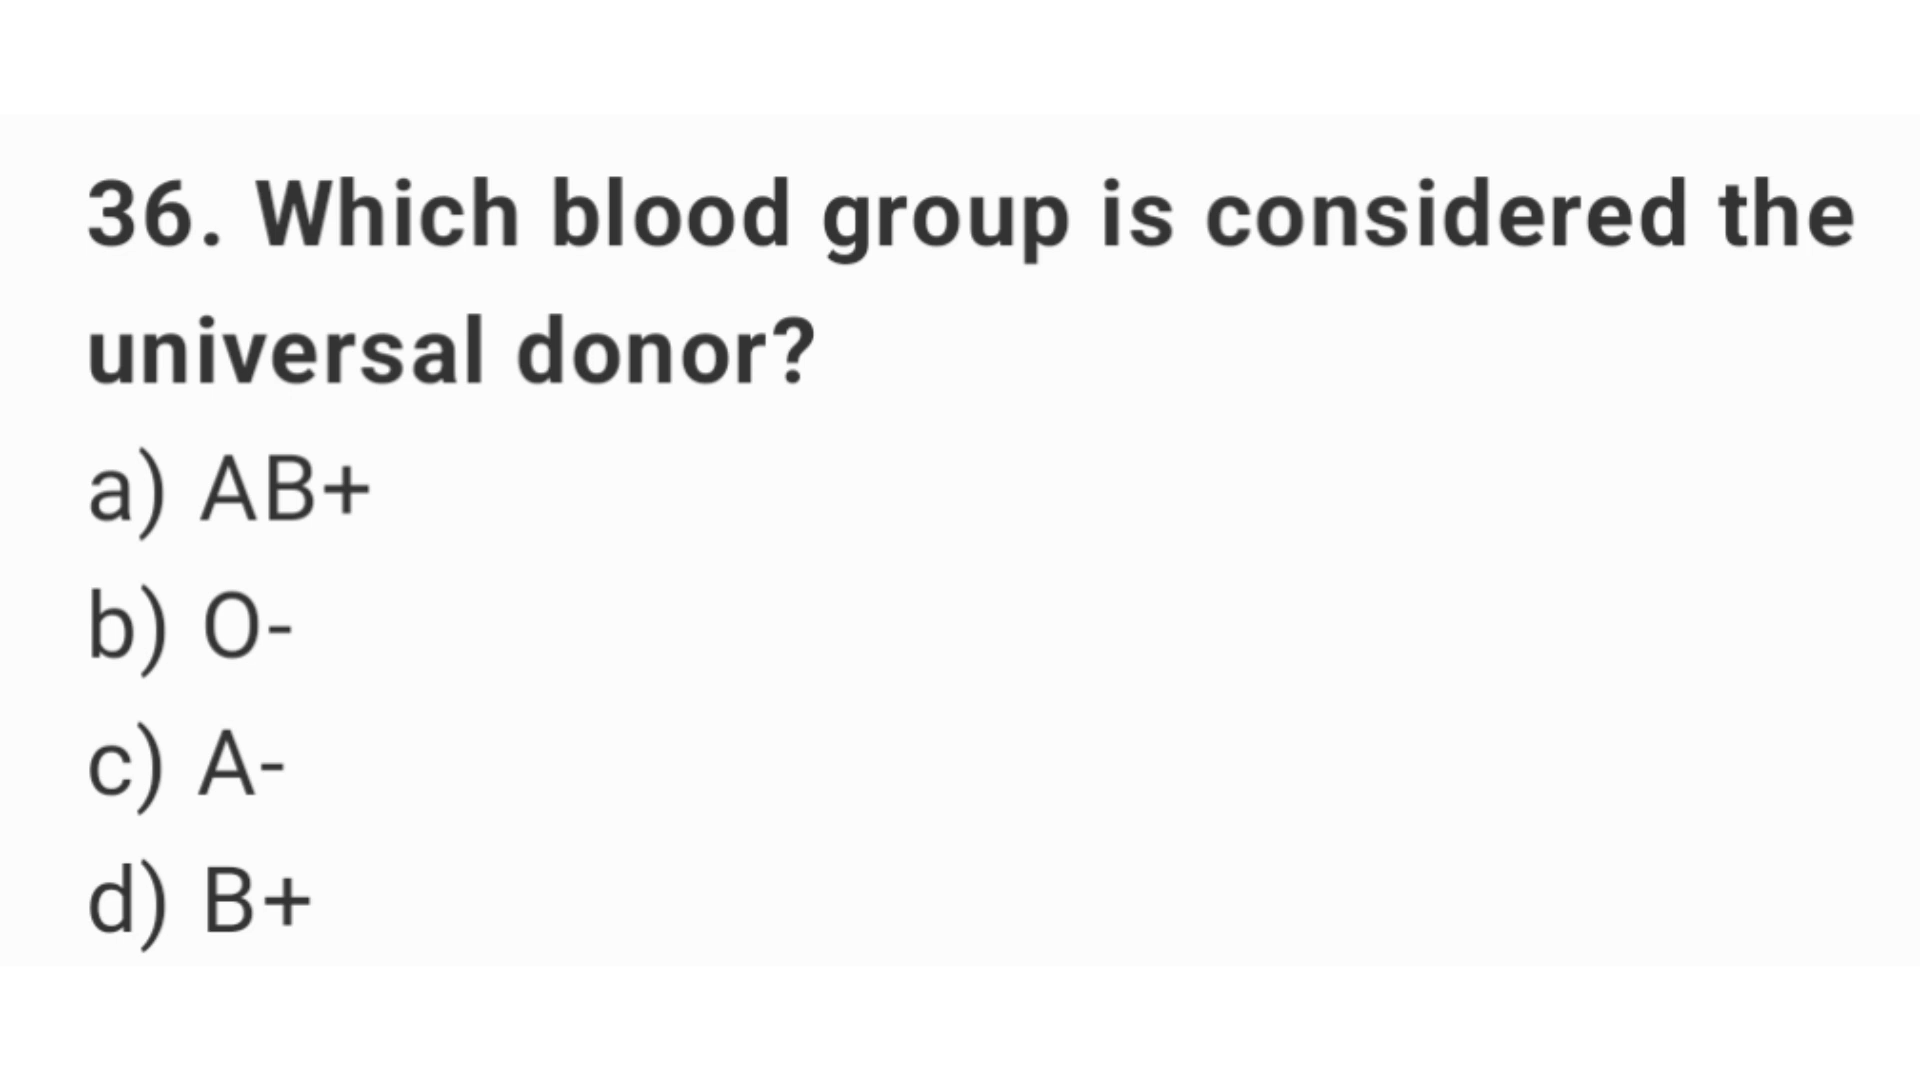 36. Which blood group is considered the
universal donor?
a) AB+
b) O-
c) A-
d) B+